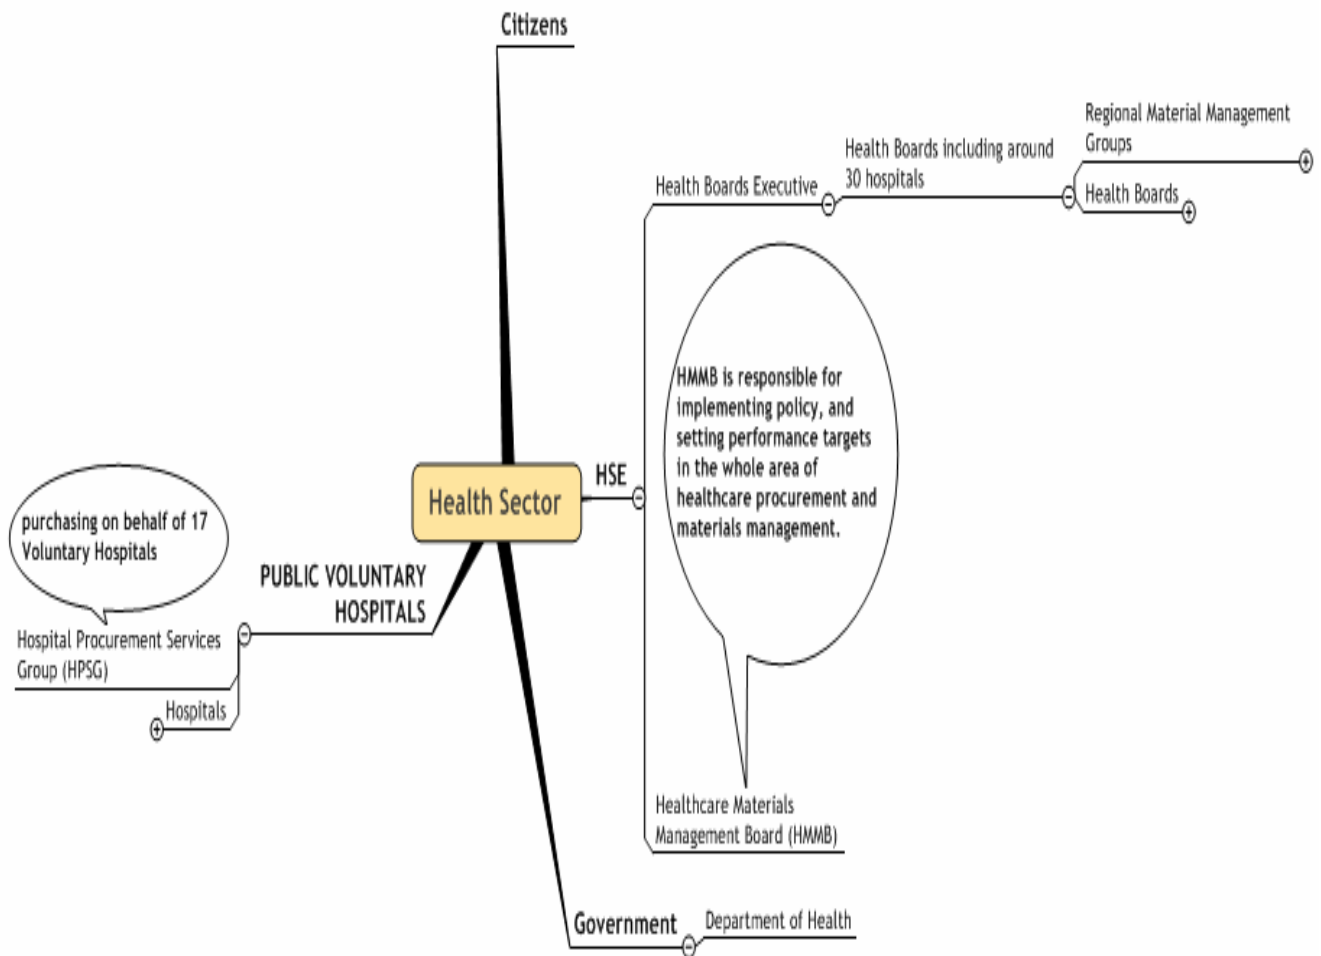 Citizens
Regional Material Management
Groups
Health Boards including around
30 hospitals
Health Boards Executive
Health Boards
HMMB is responsible for
implementing policy, and
setting performance targets
in the whole area of
healthcare procurement and
materials management.
HSE
Health Sector
purchasing on behalf of 17
Voluntary Hospitals
PUBLIC VOLUNTARY
HOSPITALS
Hospital Procurement Services
Group (HPSG)
Hospitals
Healthcare Materials
Management Board (HMMB)
Government
Department of Health